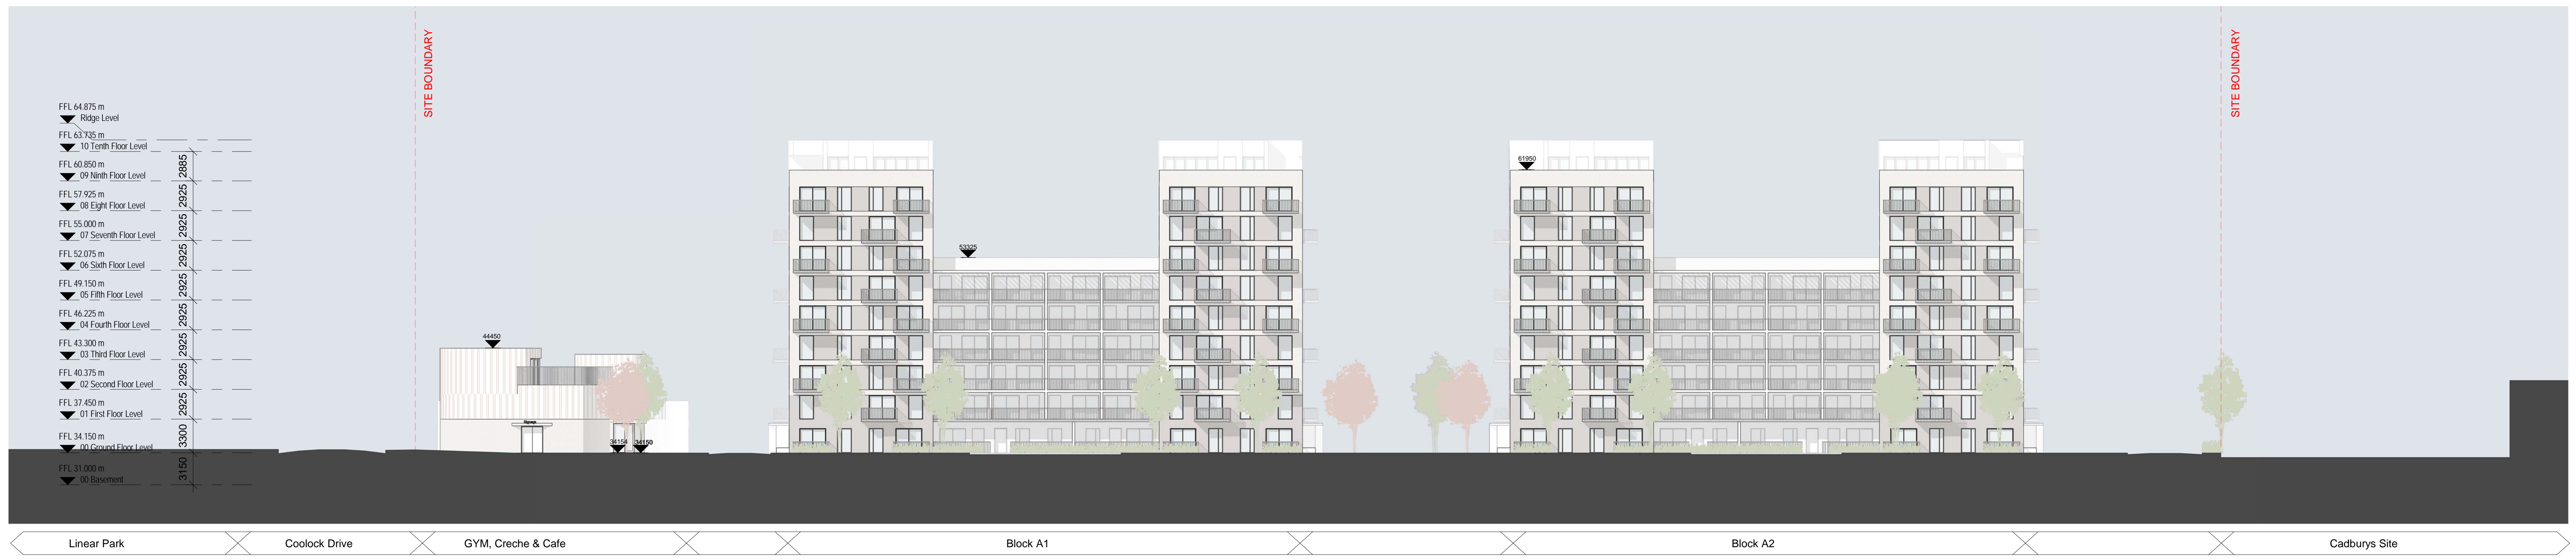 SITE BOUNDARY
SITE BOUNDARY
FFL 64.875 m
Ridge Level
FFL 63.735 m
10 Tenth Floor Level
FFL 60.850 m
09 Ninth Floor Level
FFL 57.925 m
08 Eight Floor Level
FFL 55.000 m
07 Seventh Floor Level
FFL 52.075 m
06 Sixth Floor Level
FFL 49.150 m
05 Fifth Floor Level
FFL 46.225 m
04 Fourth Floor Level
FFL 43.300 m
03 Third Floor Level
FFL 40.375 m
02 Second Floor Level
FFL 37.450 m
01 First Floor Level
FFL 34.150 m
00 Ground Floor Level
FFL 31.000 m
00 Basement
2885
2925
2925
2925
2925
2925
2925
2925
2925
3300
3150
44450
Signage
34154
34150
53325
61950
Linear Park
Coolock Drive
GYM, Creche & Cafe
Block A1
Block A2
Cadburys Site